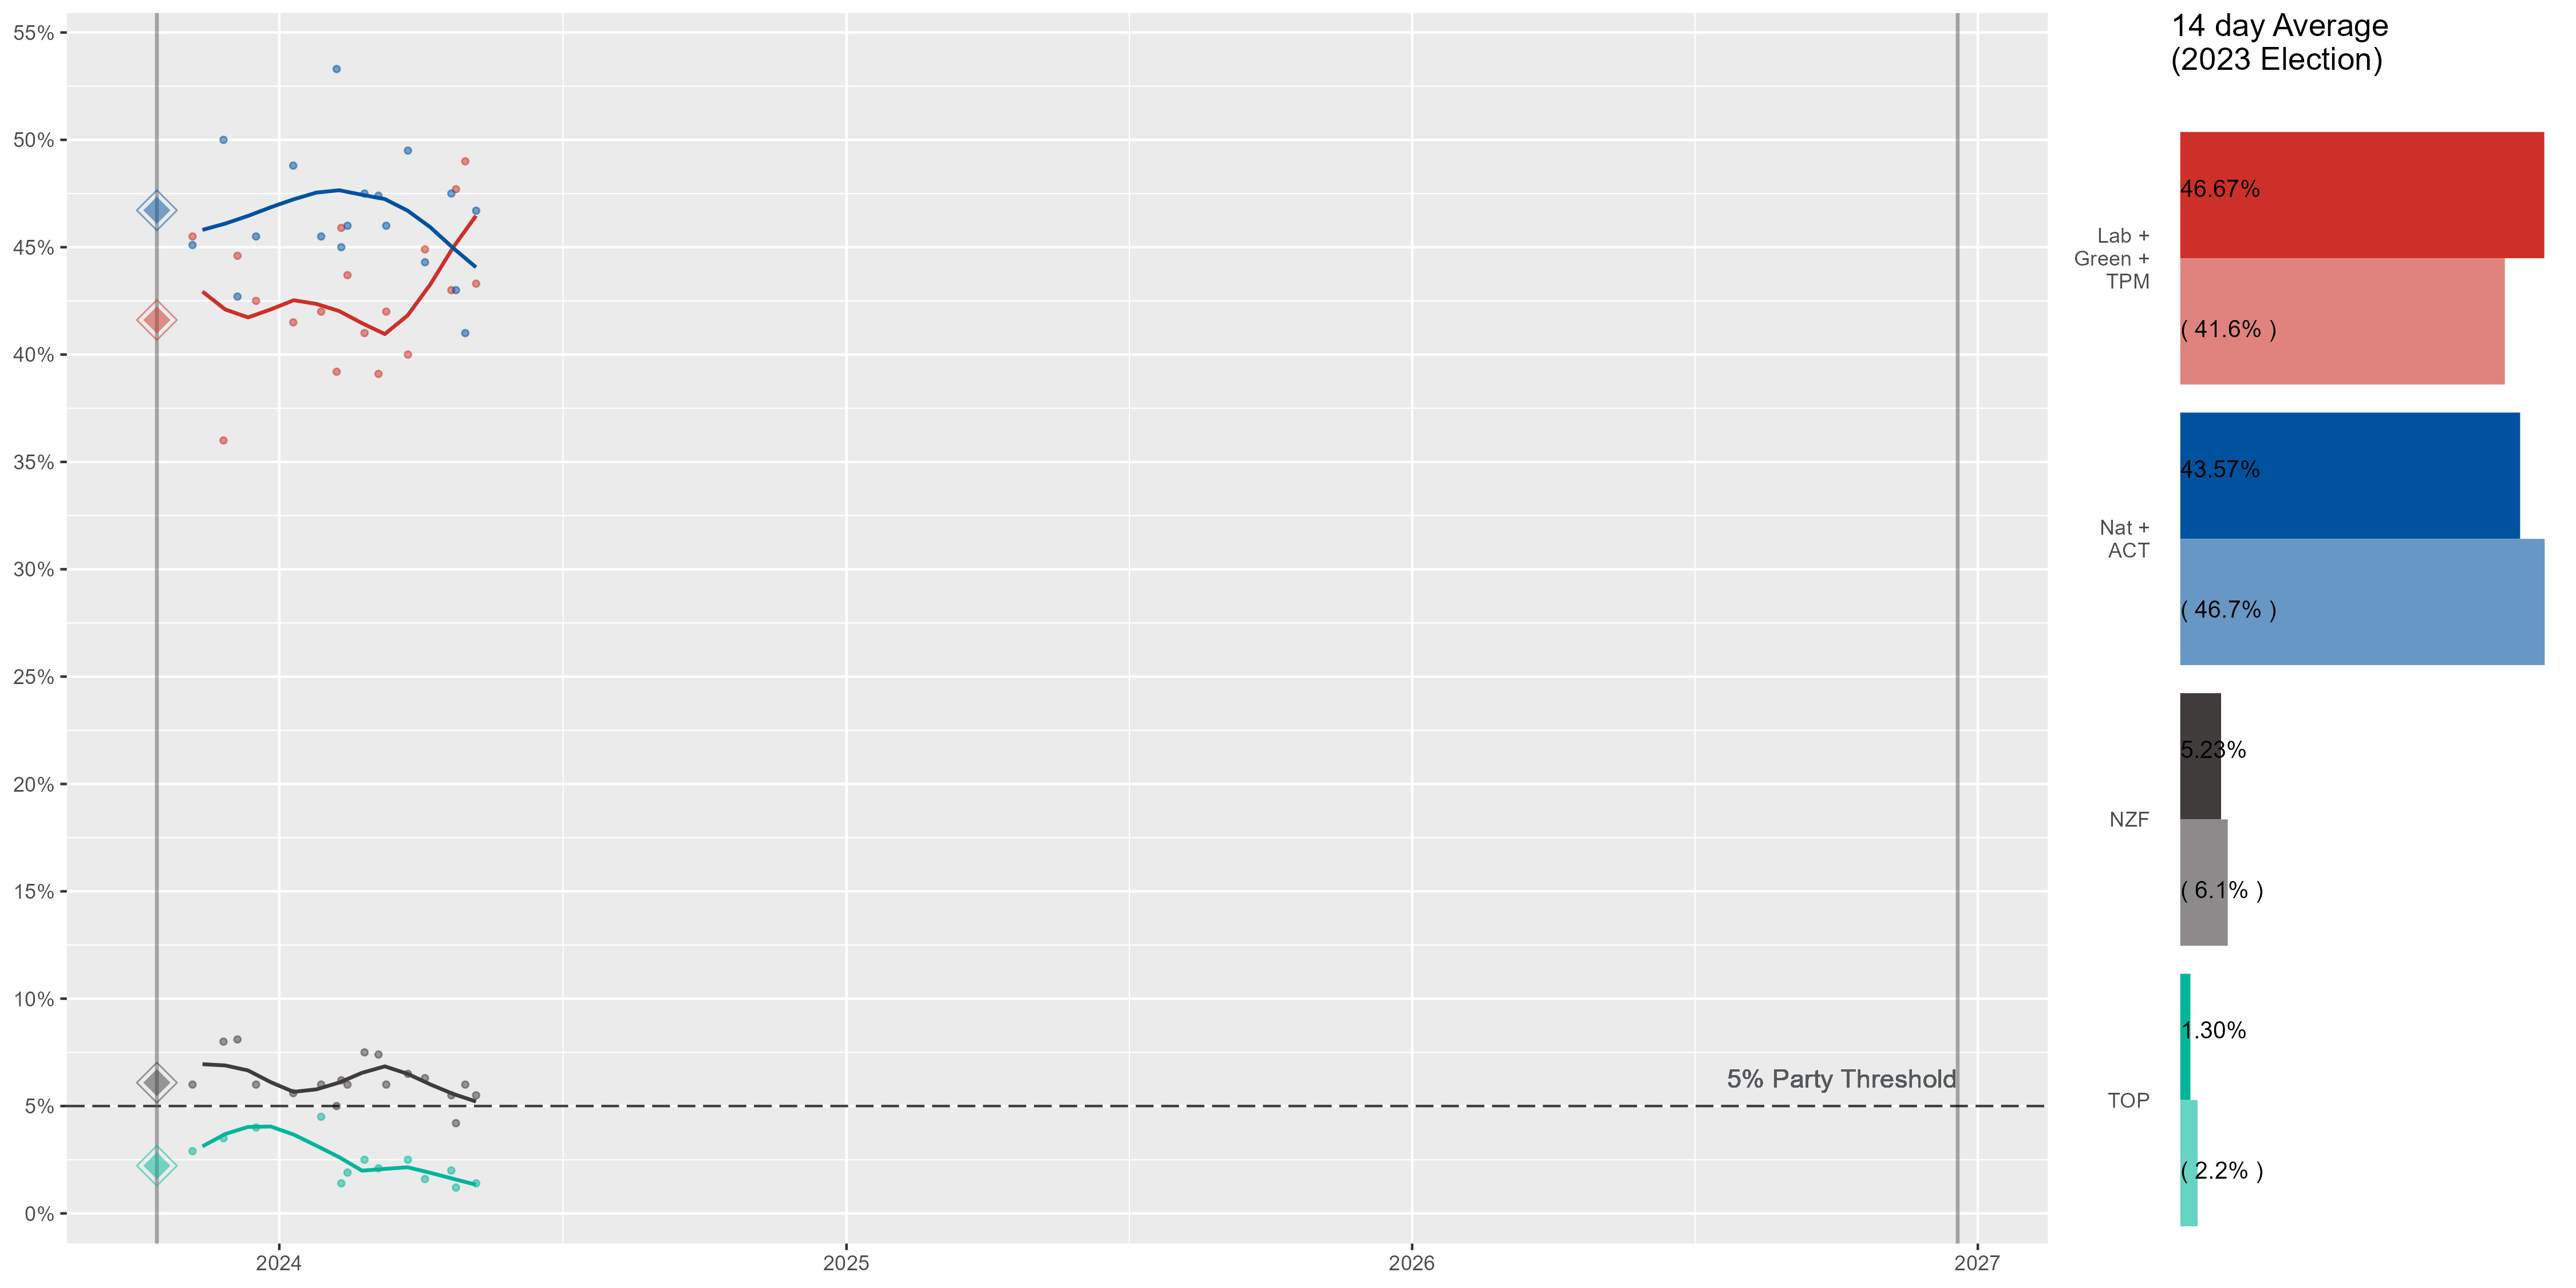 55%
50%
45%
40%
35%
30%
25%
20%
15%
10%
5%
0%
2024
2025
2026
2027
5% Party Threshold
14 day Average
(2023 Election)
Lab +
Green +
TPM
46.67%
( 41.6% )
Nat +
ACT
43.57%
( 46.7% )
NZF
5.23%
( 6.1% )
TOP
1.30%
( 2.2% )